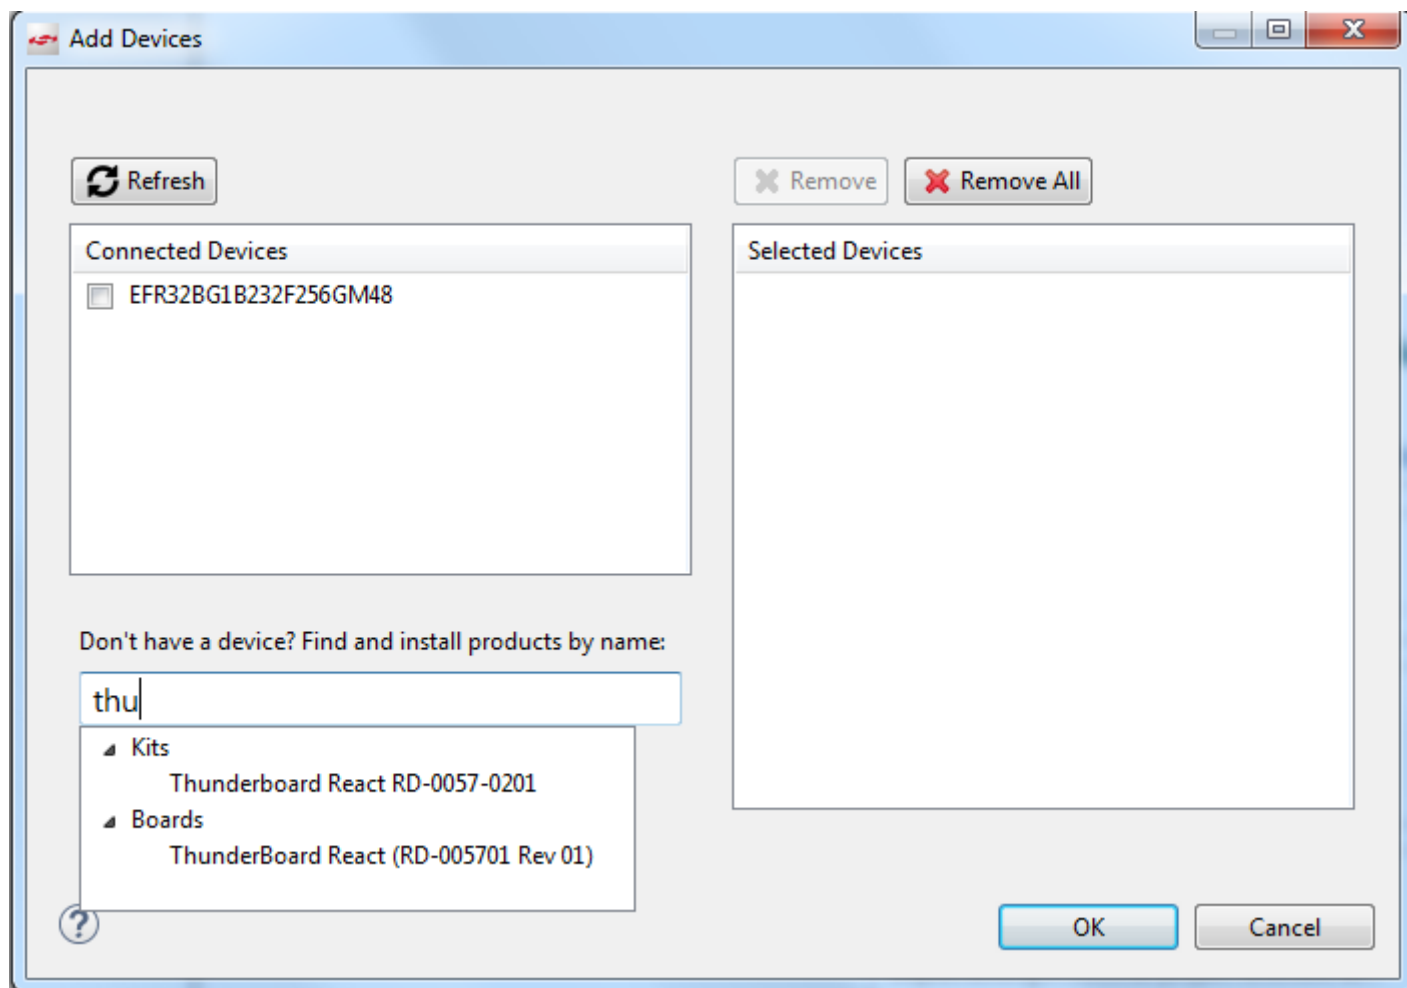 Add Devices
Refresh
Remove
Remove All
Connected Devices
EFR32BG1B232F256GM48
Selected Devices
Don't have a device? Find and install products by name:
thu
Kits
Thunderboard React RD-0057-0201
Boards
ThunderBoard React (RD-005701 Rev 01)
?
OK
Cancel